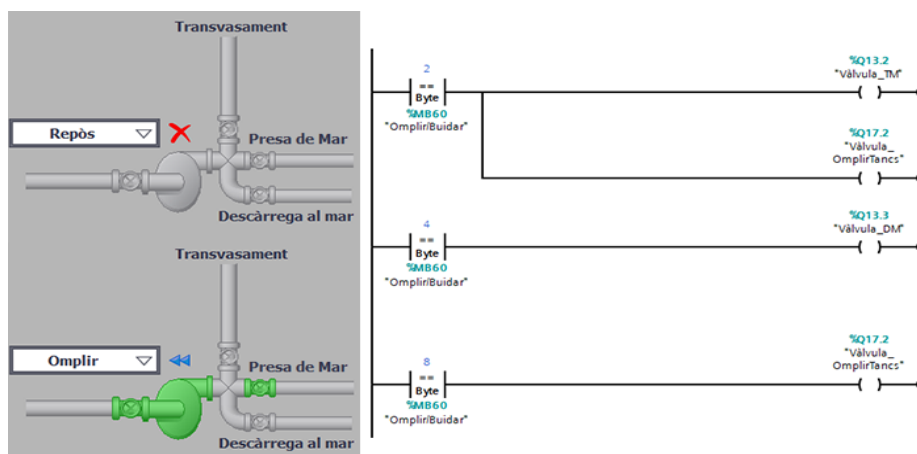 Transvasament
Repòs
Presa de Mar
Descàrrega al mar
Transvasament
Omplir
Presa de Mar
Descàrrega al mar
2
==
Byte
%MB60
"Omplir/Buidar"
%Q13.2
"Vàlvula_TM"
%Q17.2
"Vàlvula_
OmplirTancs"
4
==
Byte
%MB60
"Omplir/Buidar"
%Q13.3
"Vàlvula_DM"
8
==
Byte
%MB60
"Omplir/Buidar"
%Q17.2
"Vàlvula_
OmplirTancs"